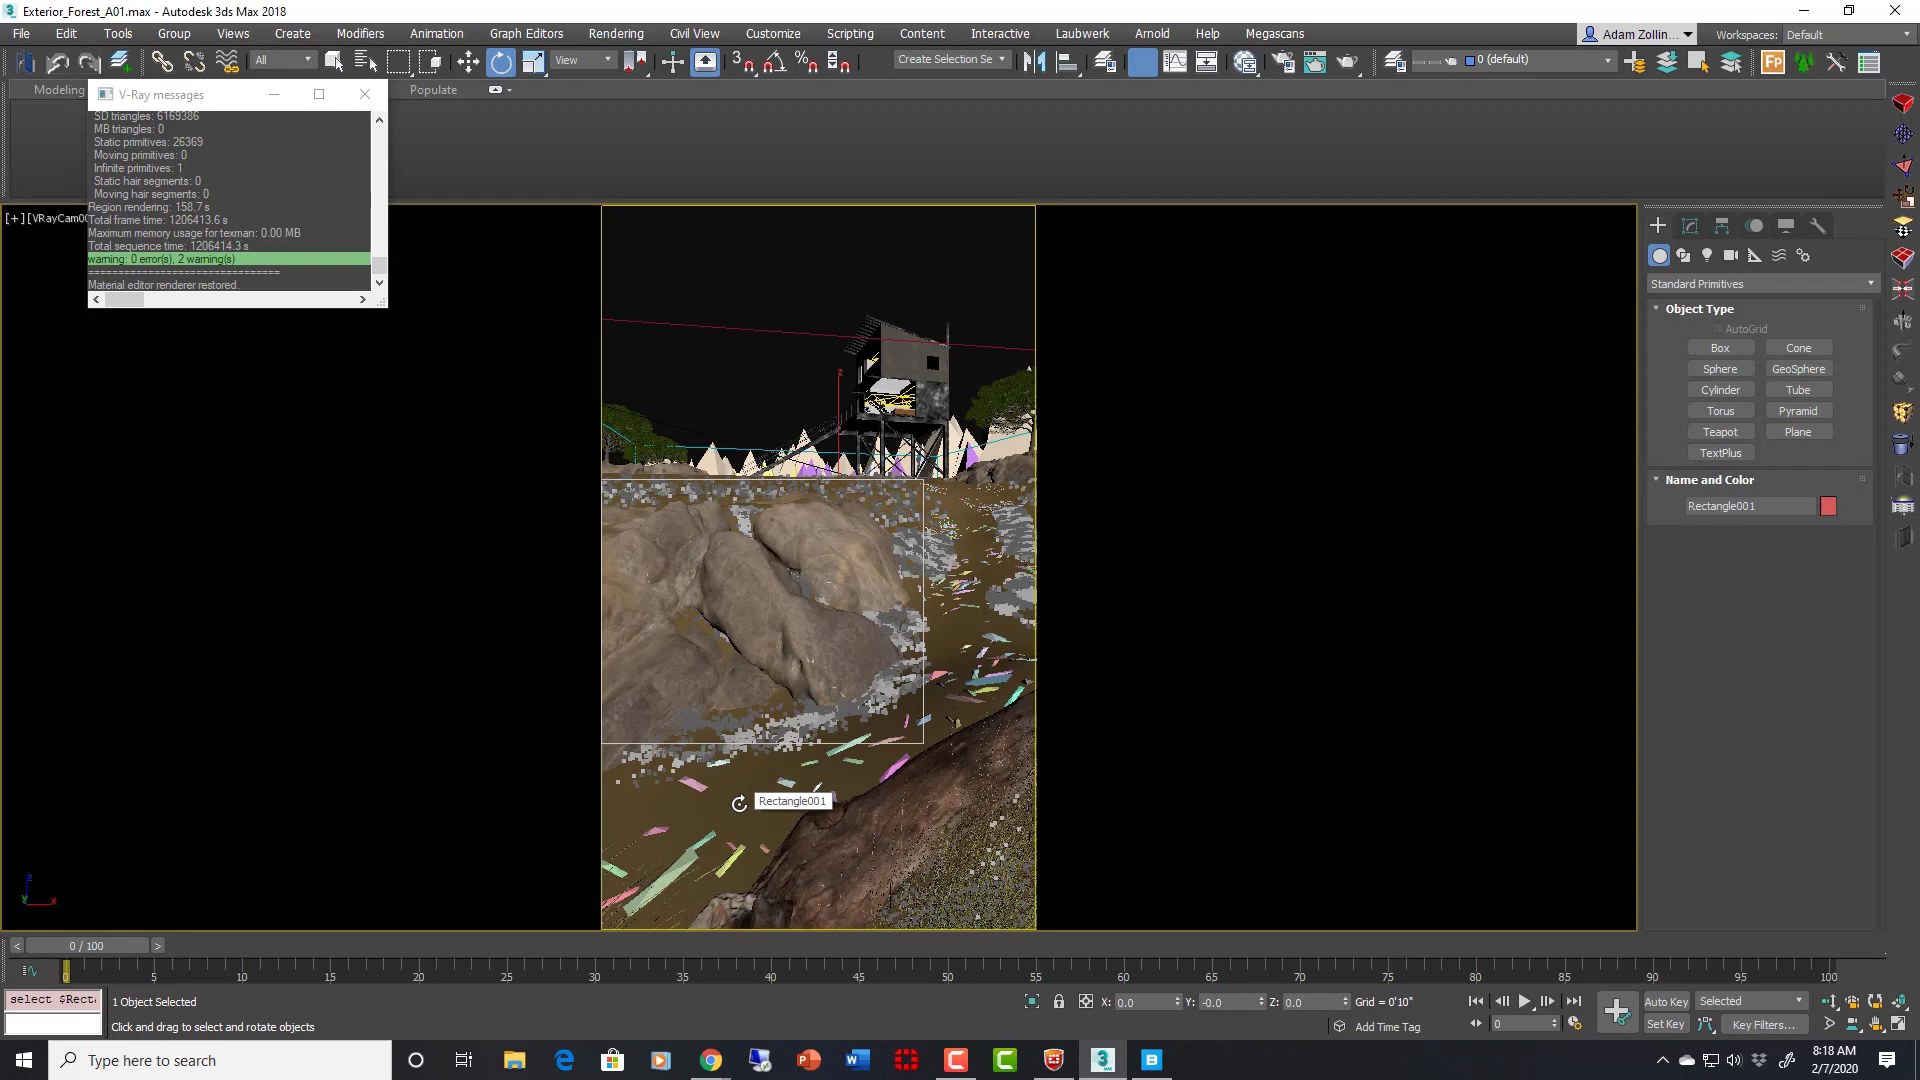 Exterior_Forest_A01.max - Autodesk 3ds Max 2018
File Edit Tools Group Views Create Modifiers Animation Graph Editors Rendering Civil View Customize Scripting Content Interactive Laubwerk Arnold Help Megascans
Adam Zollin...
Workspaces: Default
All
View
Create Selection Se
0 (default)
Modeling
Populate
V-Ray messages
SD triangles: 6169386
MB triangles: 0
Static primitives: 26369
Moving primitives: 0
Infinite primitives: 1
Static hair segments: 0
Moving hair segments: 0
Region rendering: 158.7 s
Total frame time: 1206413.6 s
Maximum memory usage for texman: 0.00 MB
Total sequence time: 1206414.3 s
warning: 0 error(s), 2 warning(s)
================================
Material editor renderer restored.
[+][VRayCam00
Standard Primitives
Object Type
AutoGrid
Box Cone
Sphere GeoSphere
Cylinder Tube
Torus Pyramid
Teapot Plane
TextPlus
Name and Color
Rectangle001
Rectangle001
0 / 100
0 5 10 15 20 25 30 35 40 45 50 55 60 65 70 75 80 85 90 95 100
select $Rect
1 Object Selected
Click and drag to select and rotate objects
X: 0.0 Y: -0.0 Z: 0.0 Grid = 0'10"
Add Time Tag
0
Auto Key Selected
Set Key Key Filters...
Type here to search
8:18 AM
2/7/2020